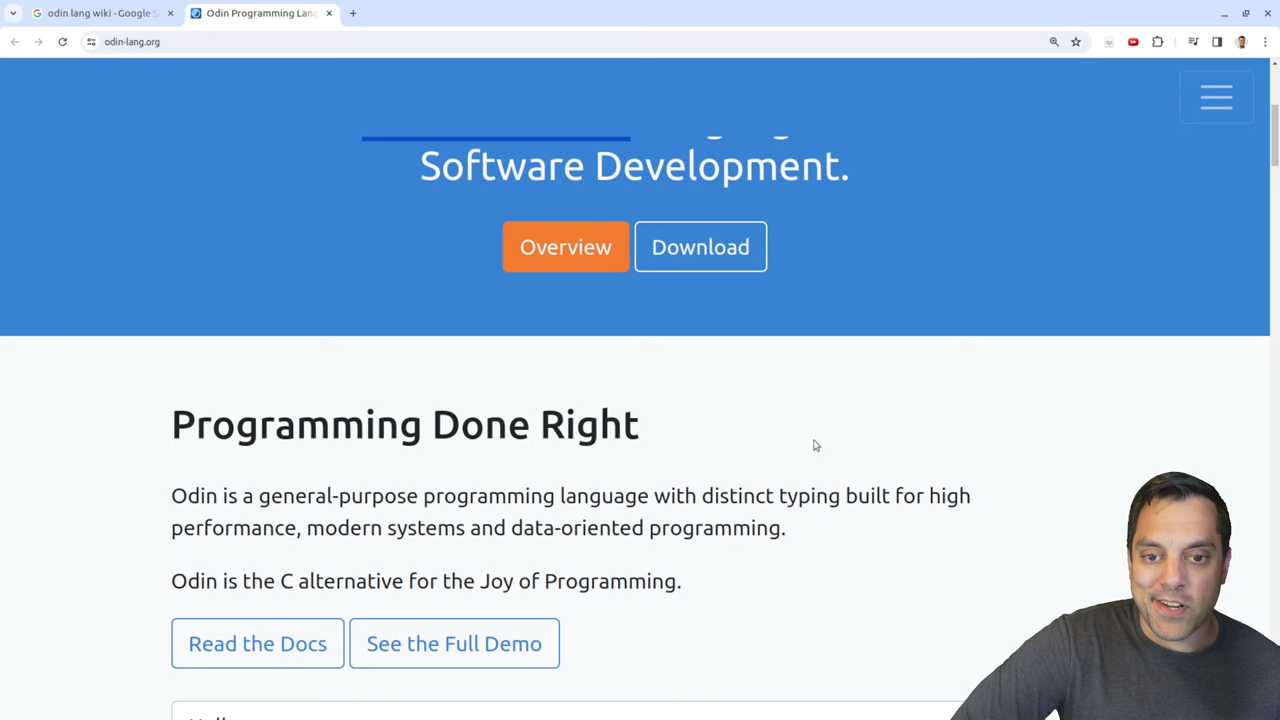 odin lang wiki - Google S
Odin Programming Lang
odin-lang.org
Software Development.
Overview
Download
Programming Done Right
Odin is a general-purpose programming language with distinct typing built for high
performance, modern systems and data-oriented programming.
Odin is the C alternative for the Joy of Programming.
Read the Docs
See the Full Demo